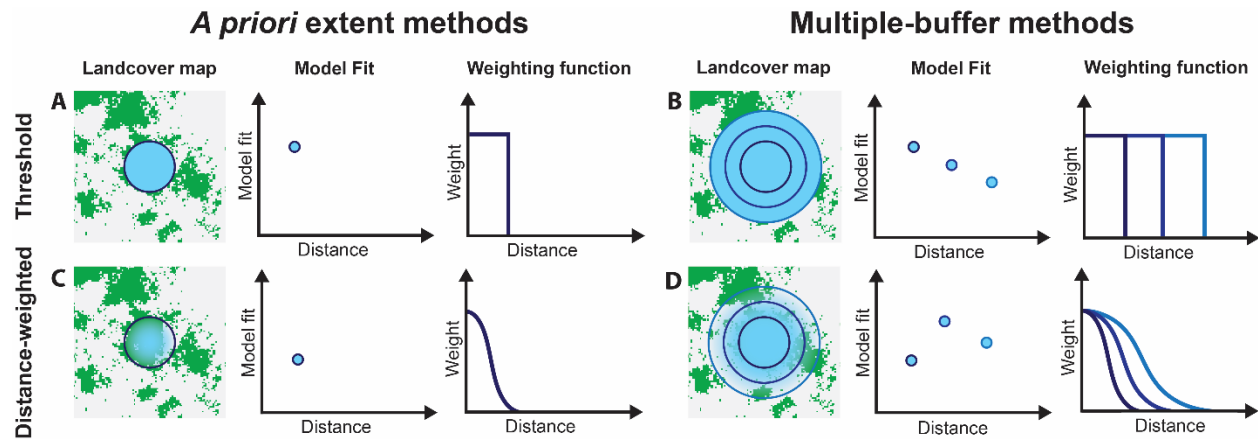 A priori extent methods
Multiple-buffer methods
Landcover map
Model Fit
Weighting function
Landcover map
Model Fit
Weighting function
Threshold
A
Model fit
Distance
Weight
Distance
B
Model fit
Distance
Weight
Distance
Distance-weighted
C
Model fit
Distance
Weight
Distance
D
Model fit
Distance
Weight
Distance